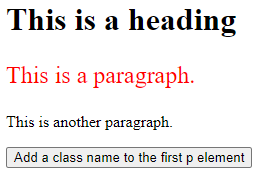 This is a heading
This is a paragraph.
This is another paragraph.
Add a class name to the first p element